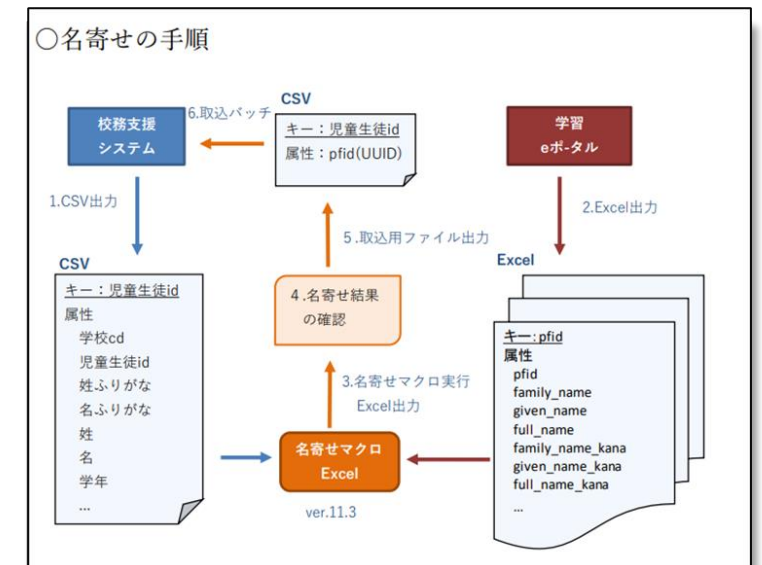 〇名寄せの手順
校務支援
システム
6.取込バッチ
CSV
キー：児童生徒id
属性：pfid(UUID)
学習
eポータル
1.CSV出力
5.取込用ファイル出力
2.Excel出力
CSV
キー：児童生徒id
属性
学校cd
児童生徒id
姓ふりがな
名ふりがな
姓
名
学年
…
4.名寄せ結果
の確認
3.名寄せマクロ実行
Excel出力
名寄せマクロ
Excel
ver.11.3
Excel
キー:pfid
属性
pfid
family_name
given_name
full_name
family_name_kana
given_name_kana
full_name_kana
…